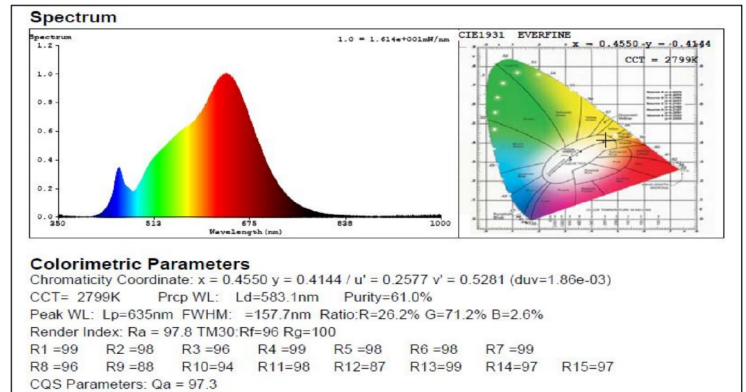 Spectrum
Spectrum
1.0 = 1.614e+001mW/nm
1.2
1.0
0.8
0.6
0.4
0.2
0.0
350 513 675 838 1000
Wavelength(nm)
CIE1931 EVERFINE
x = 0.4550 y = 0.4144
CCT = 2799K
Colorimetric Parameters
Chromaticity Coordinate: x = 0.4550 y = 0.4144 / u' = 0.2577 v' = 0.5281 (duv=1.86e-03)
CCT= 2799K Prcp WL: Ld=583.1nm Purity=61.0%
Peak WL: Lp=635nm FWHM: =157.7nm Ratio:R=26.2% G=71.2% B=2.6%
Render Index: Ra = 97.8 TM30:Rf=96 Rg=100
R1 =99 R2 =98 R3 =96 R4 =99 R5 =98 R6 =98 R7 =99
R8 =96 R9 =88 R10=94 R11=98 R12=87 R13=99 R14=97 R15=97
CQS Parameters: Qa = 97.3